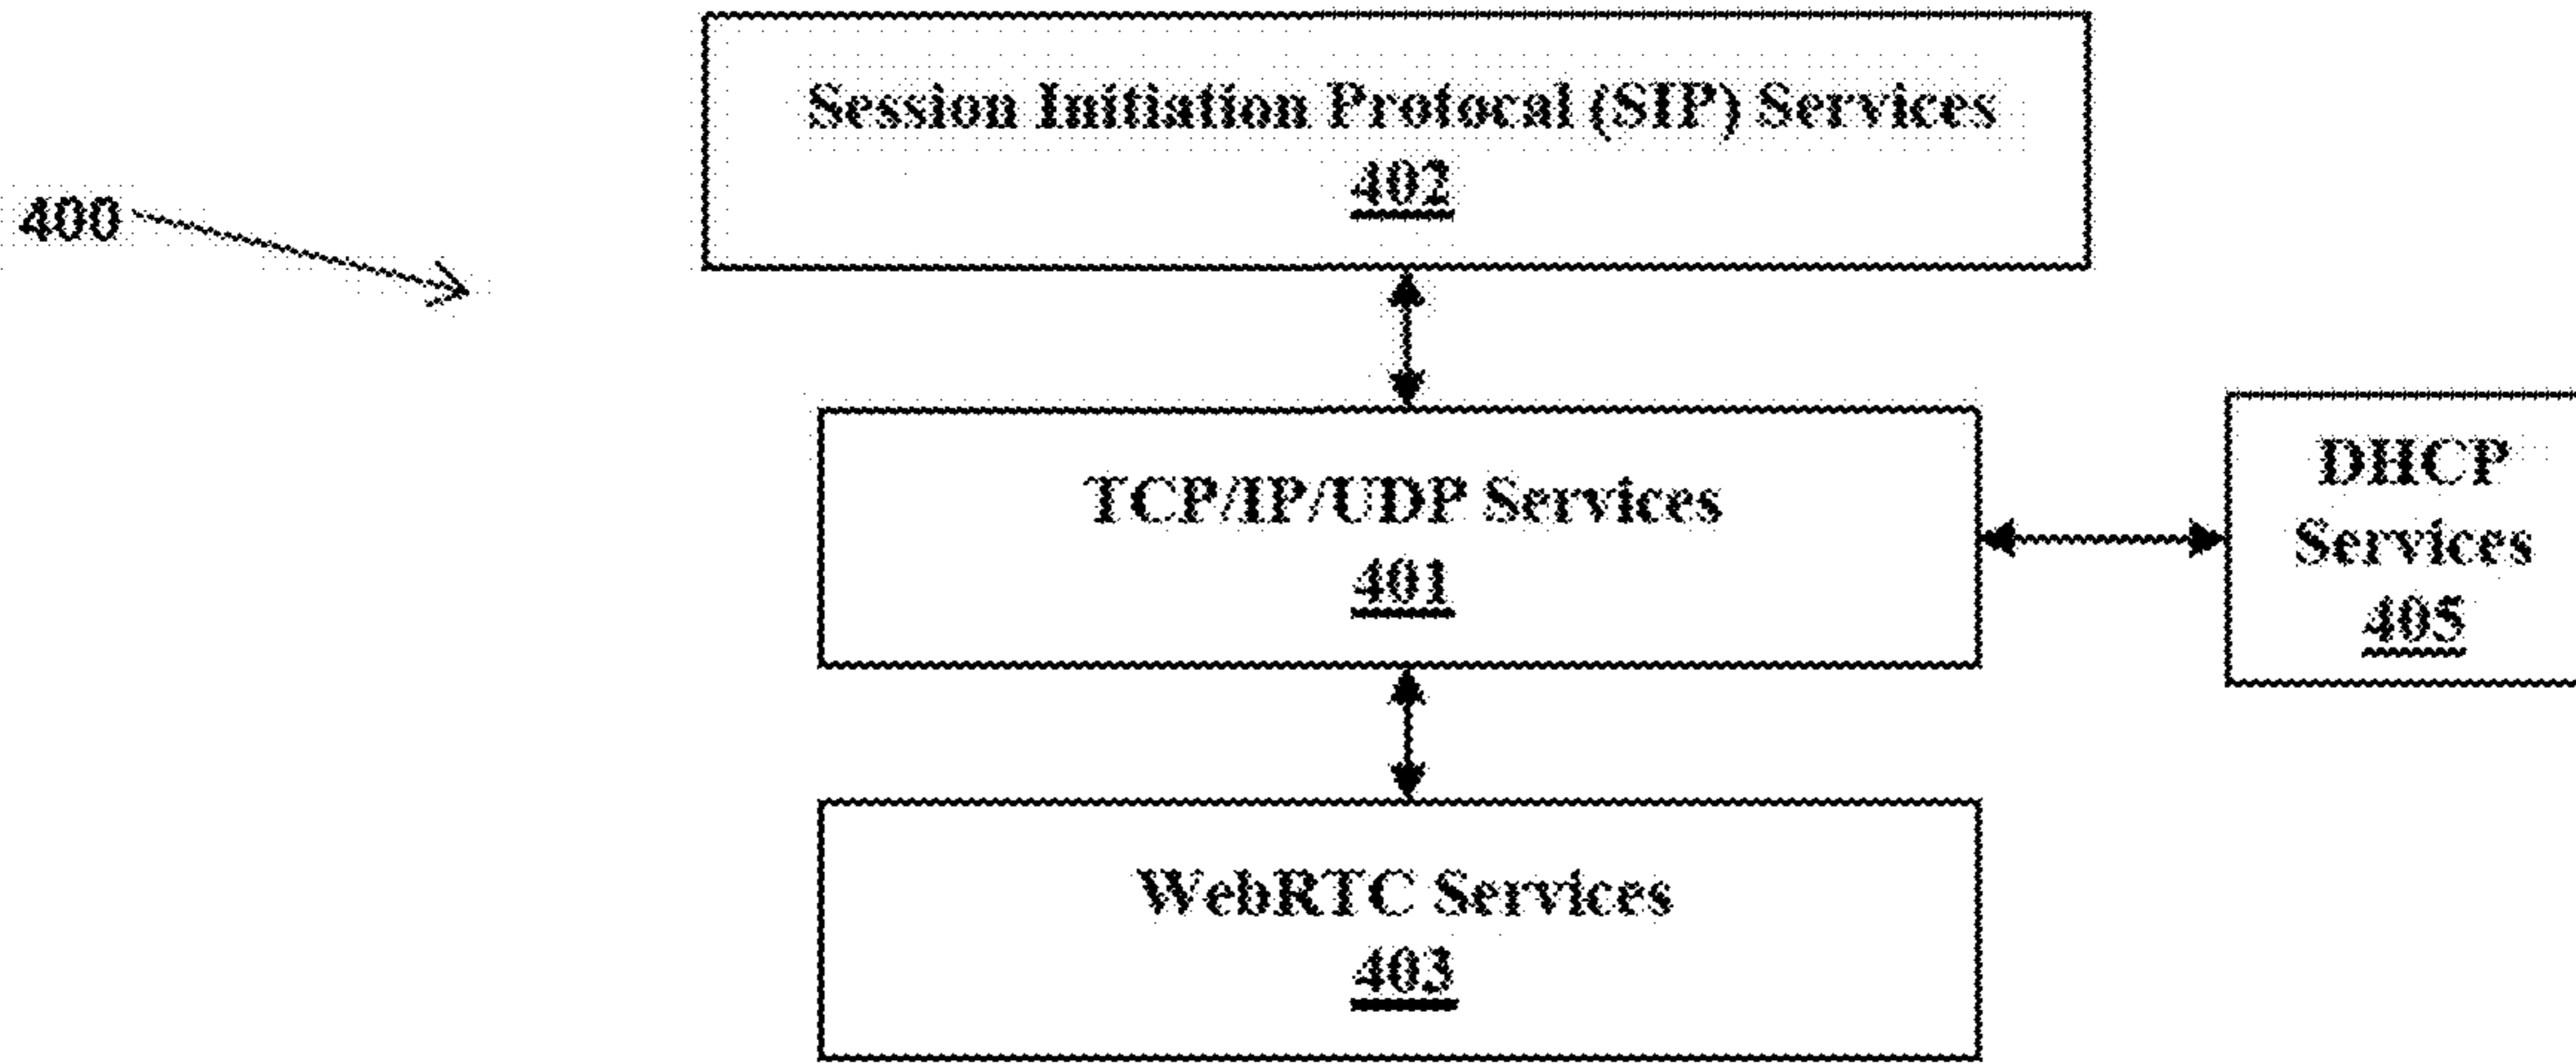 Session Initiation Protocal (SIP) Services
402
400
TCP/IP/UDP Services
401
DHCP
Services
405
WebRTC Services
403